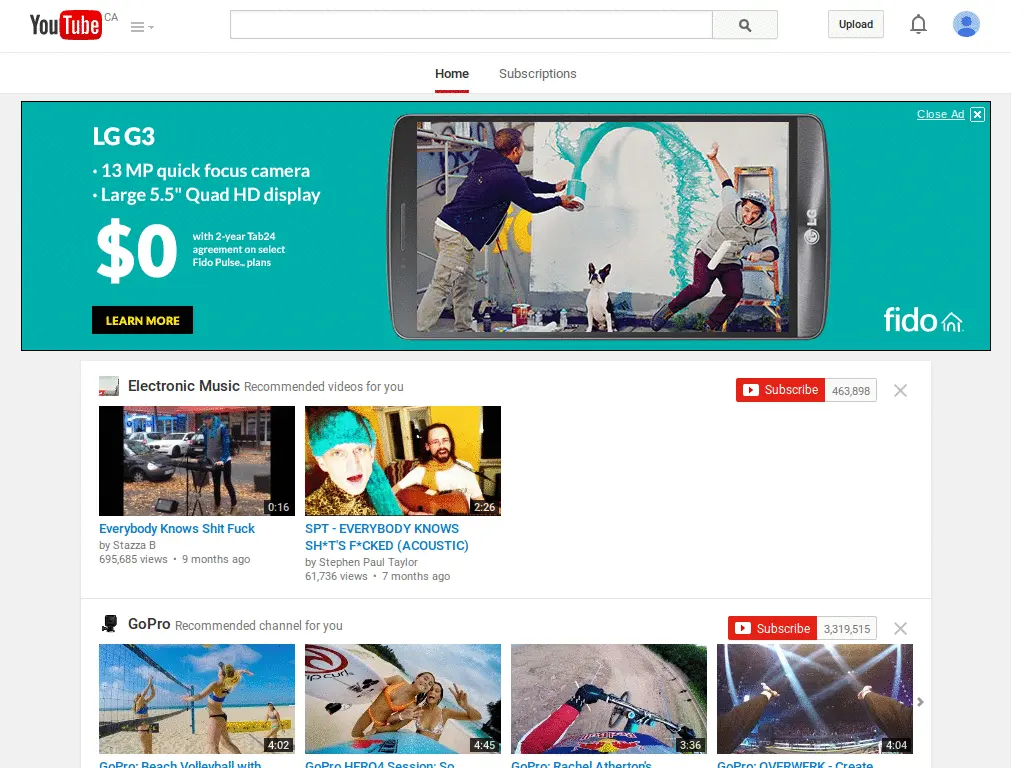 YouTube CA
Upload
Home Subscriptions
Close Ad
LG G3
• 13 MP quick focus camera
• Large 5.5" Quad HD display
$0
with 2-year Tab24
agreement on select
Fido Pulse™ plans
LEARN MORE
LG
fido
Electronic Music Recommended videos for you
Subscribe 463,898
0:16
2:26
Everybody Knows Shit Fuck
by Stazza B
695,685 views • 9 months ago
SPT - EVERYBODY KNOWS
SH*T'S F*CKED (ACOUSTIC)
by Stephen Paul Taylor
61,736 views • 7 months ago
GoPro Recommended channel for you
Subscribe 3,319,515
rip curl
4:02
4:45
3:36
4:04
GoPro: Beach Volleyball with
GoPro HERO4 Session: So
GoPro: Rachel Atherton's
GoPro: OVERWERK - Create